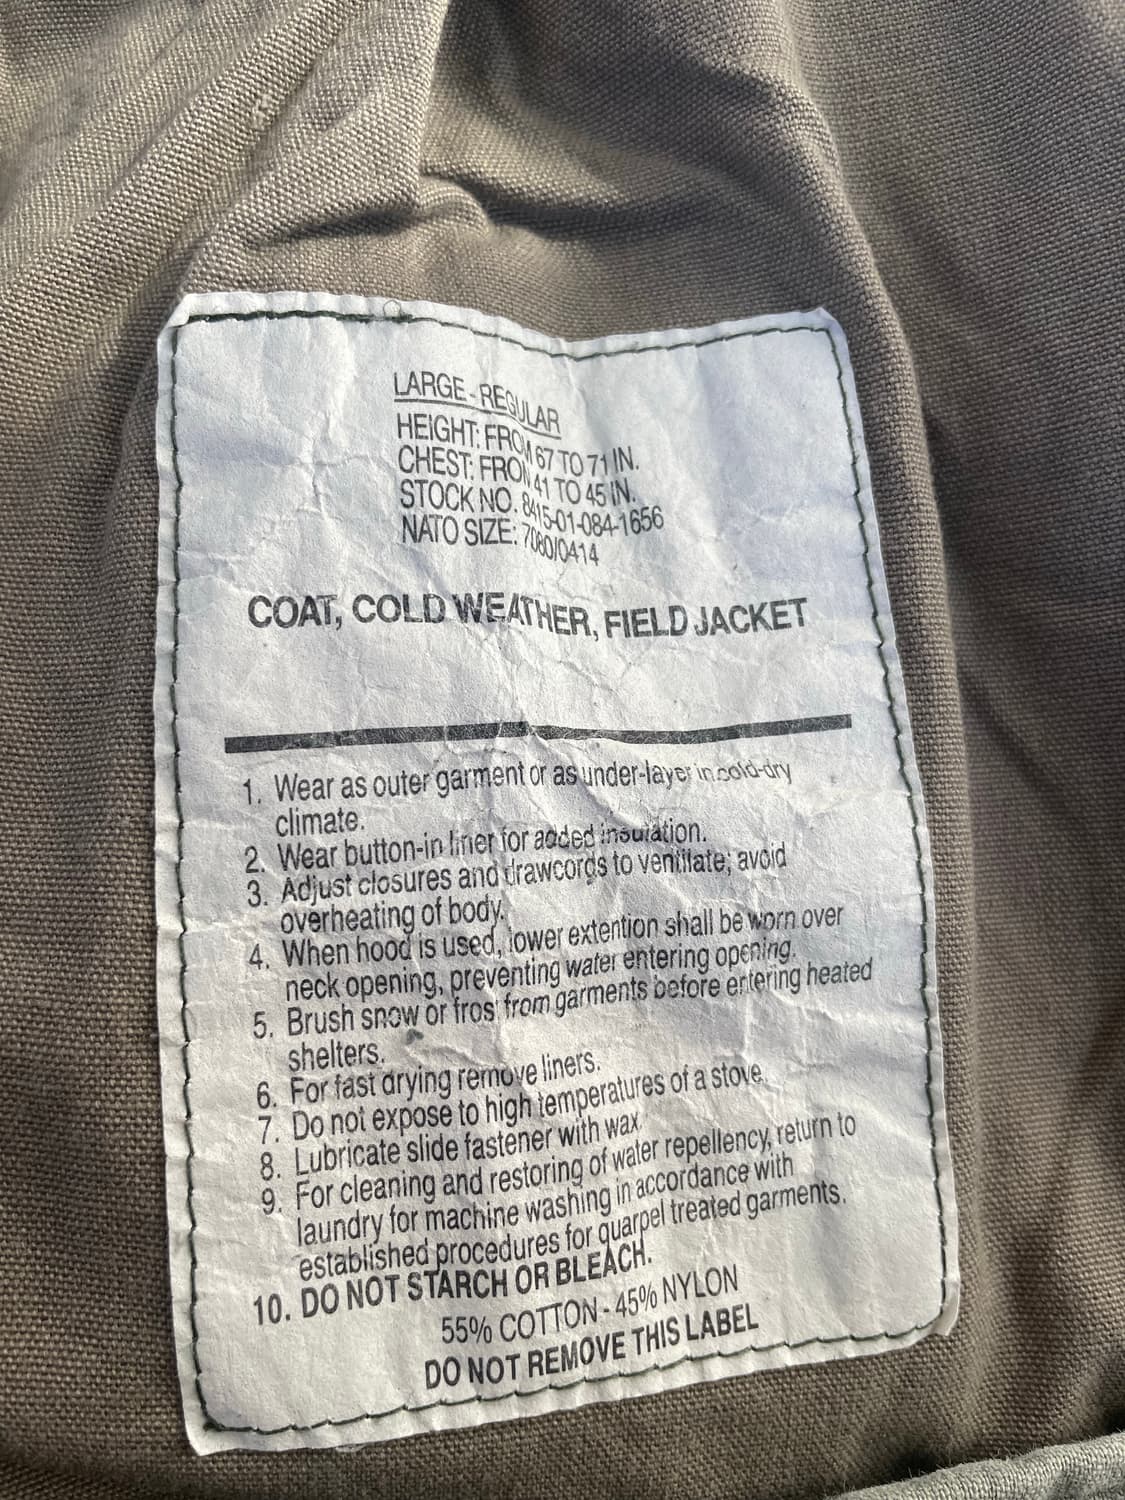 LARGE - REGULAR
HEIGHT: FROM 67 TO 71 IN.
CHEST: FROM 41 TO 45 IN.
STOCK NO. 8415-01-084-1656
NATO SIZE: 7080/0414
COAT, COLD WEATHER, FIELD JACKET
1. Wear as outer garment or as under-layer in cold-dry
climate.
2. Wear button-in liner for added insulation.
3. Adjust closures and drawcords to ventilate; avoid
overheating of body.
4. When hood is used, lower extention shall be worn over
neck opening, preventing water entering opening.
5. Brush snow or frost from garments before entering heated
shelters.
6. For fast drying remove liners.
7. Do not expose to high temperatures of a stove.
8. Lubricate slide fastener with wax.
9. For cleaning and restoring of water repellency, return to
laundry for machine washing in accordance with
established procedures for quarpel treated garments.
10. DO NOT STARCH OR BLEACH.
55% COTTON - 45% NYLON
DO NOT REMOVE THIS LABEL